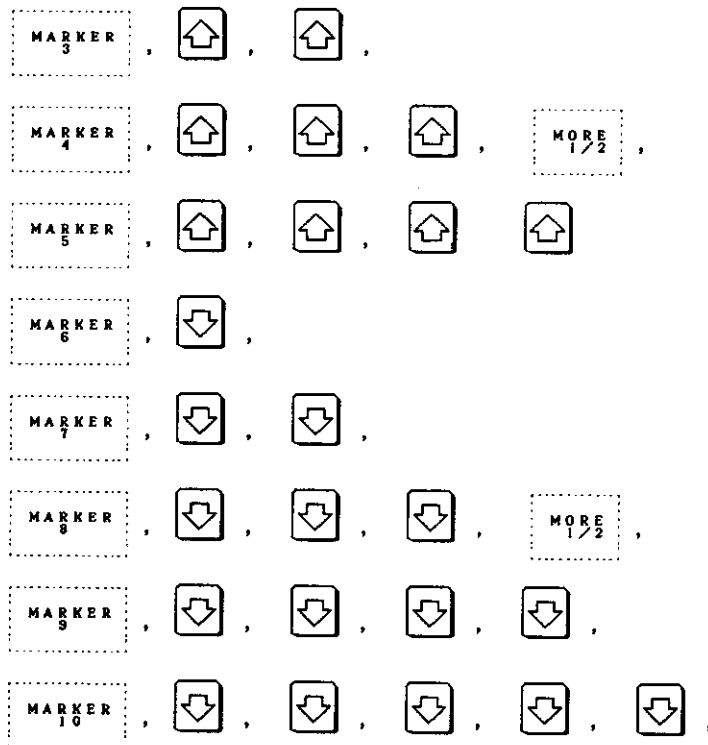 MARKER
3 , , ,
MARKER
4 , , , , MORE
1/2 ,
MARKER
5 , , ,
MARKER
6 , ,
MARKER
7 , , ,
MARKER
8 , , , , MORE
1/2 ,
MARKER
9 , , , , ,
MARKER
10 , , , , , ,